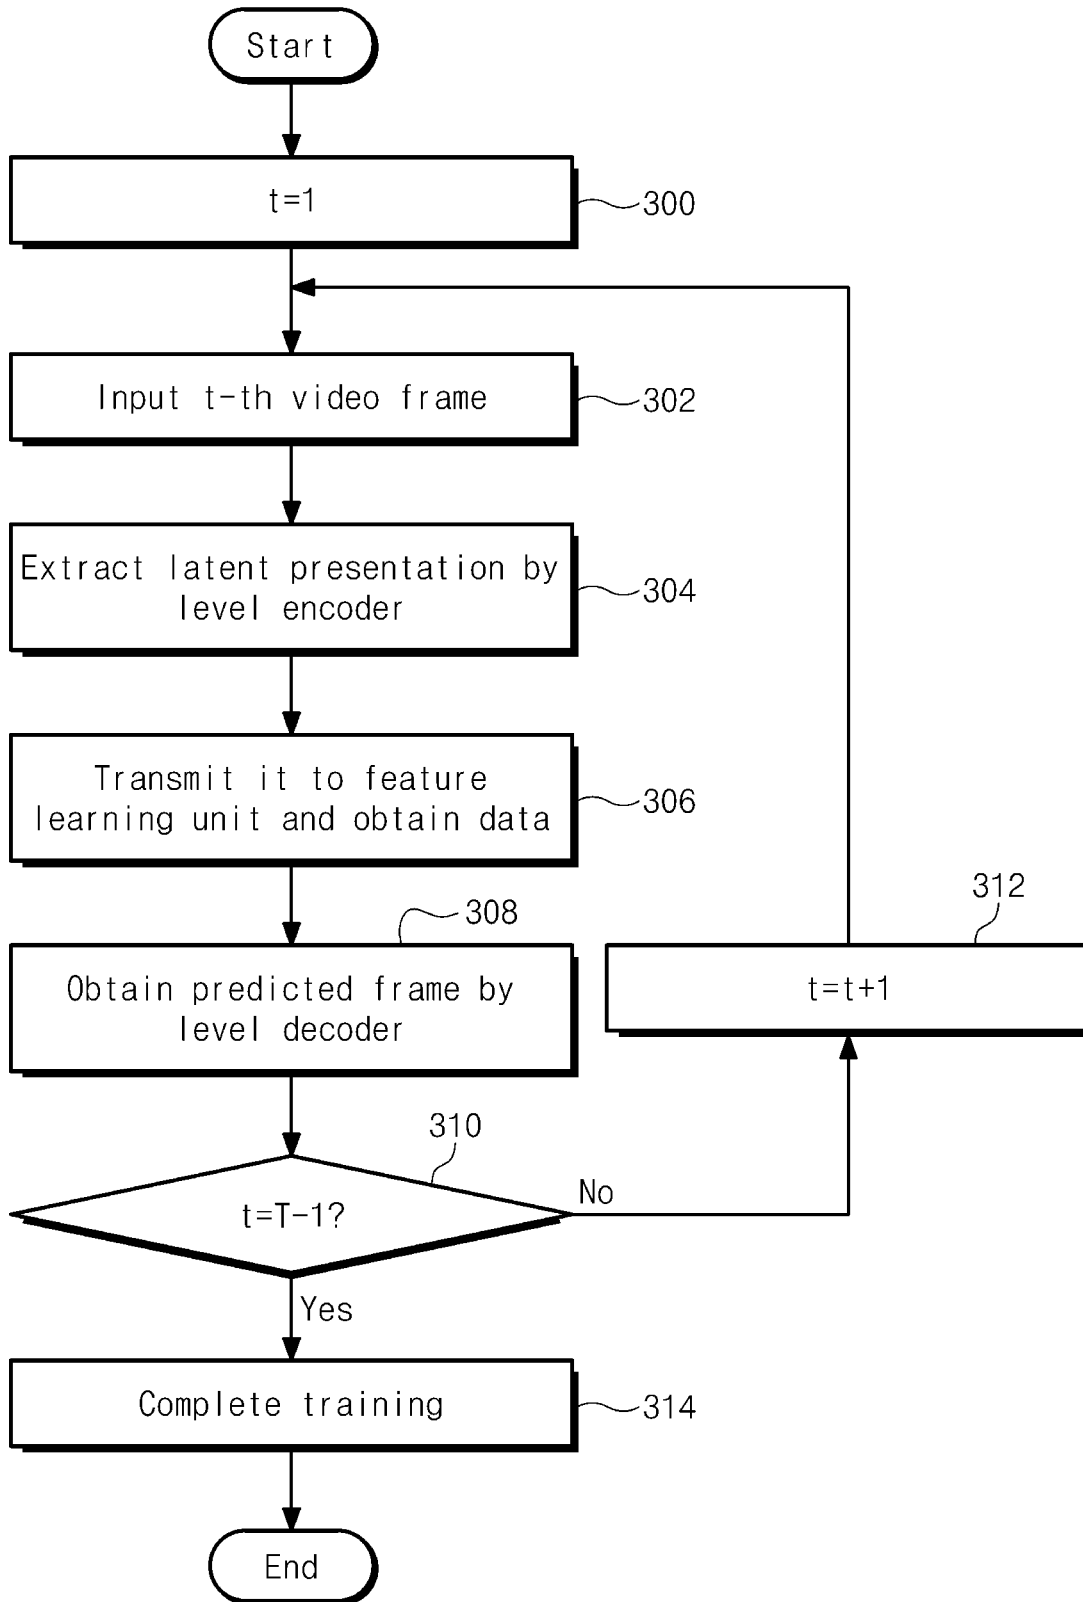 Start
t=1
300
Input t-th video frame
302
Extract latent presentation by
level encoder
304
Transmit it to feature
learning unit and obtain data
306
308
Obtain predicted frame by
level decoder
312
t=t+1
310
t=T-1?
No
Yes
Complete training
314
End